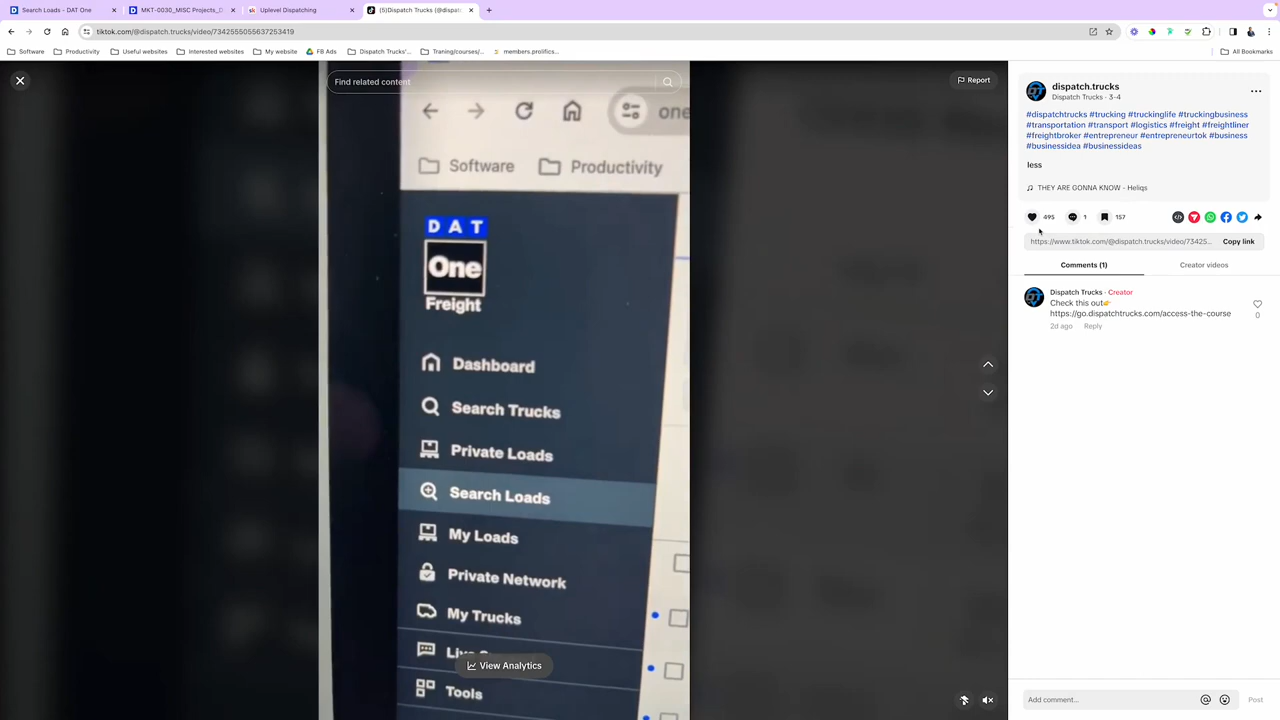 Search Loads - DAT One
MKT-0030_MISC Projects_D
Uplevel Dispatching
(5)Dispatch Trucks (@dispat
tiktok.com/@dispatch.trucks/video/7342555055637253419
Software
Productivity
Useful websites
Interested websites
My website
FB Ads
Dispatch Trucks'...
Traning/courses/...
members.prolifics...
All Bookmarks
Find related content
Report
one
Software
Productivity
DAT
One
Freight
Dashboard
Search Trucks
Private Loads
Search Loads
My Loads
Private Network
My Trucks
View Analytics
Tools
dispatch.trucks
Dispatch Trucks · 3-4
#dispatchtrucks #trucking #truckinglife #truckingbusiness
#transportation #transport #logistics #freight #freightliner
#freightbroker #entrepreneur #entrepreneurtok #business
#businessidea #businessideas
less
THEY ARE GONNA KNOW - Heliqs
495
1
157
https://www.tiktok.com/@dispatch.trucks/video/73425...
Copy link
Comments (1)
Creator videos
Dispatch Trucks · Creator
Check this out👉
https://go.dispatchtrucks.com/access-the-course
0
2d ago
Reply
Add comment...
Post